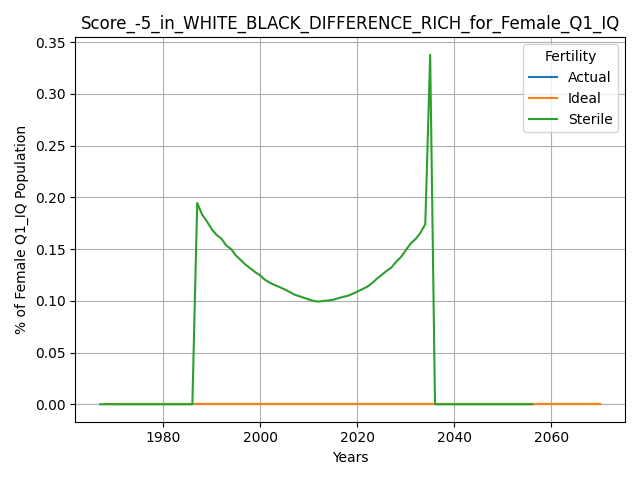 Score_-5_in_WHITE_BLACK_DIFFERENCE_RICH_for_Female_Q1_IQ
Fertility
Actual
Ideal
Sterile
% of Female Q1_IQ Population
0.35
0.30
0.25
0.20
0.15
0.10
0.05
0.00
1980 2000 2020 2040 2060
Years